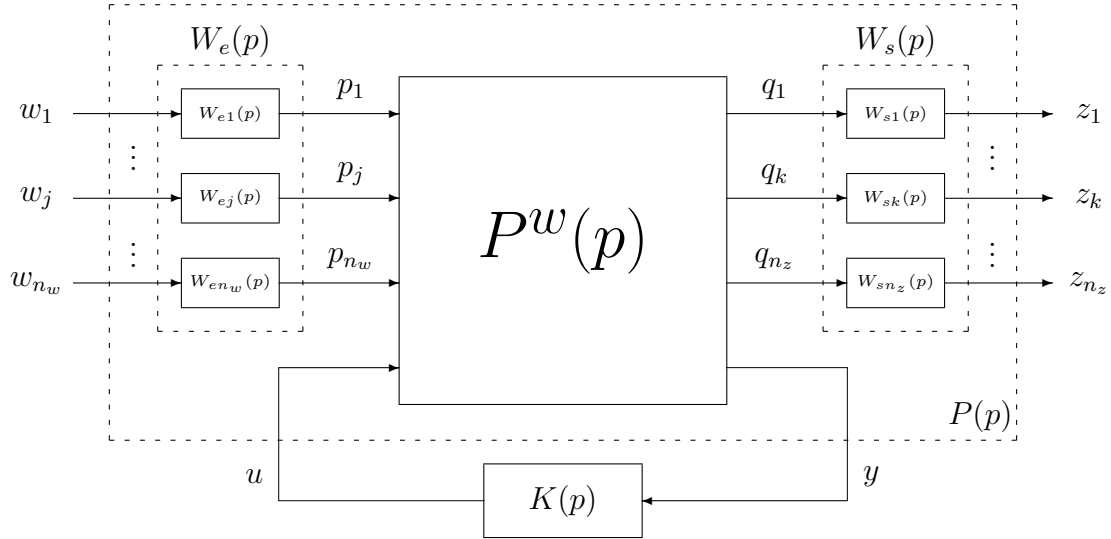 W_e(p) W_s(p)
w_1 W_{e1}(p) p_1 q_1 W_{s1}(p) z_1
⋮ ⋮
w_j W_{ej}(p) p_j P^w(p) q_k W_{sk}(p) z_k
⋮ ⋮
w_{n_w} W_{en_w}(p) p_{n_w} q_{n_z} W_{sn_z}(p) z_{n_z}
P(p)
u K(p) y